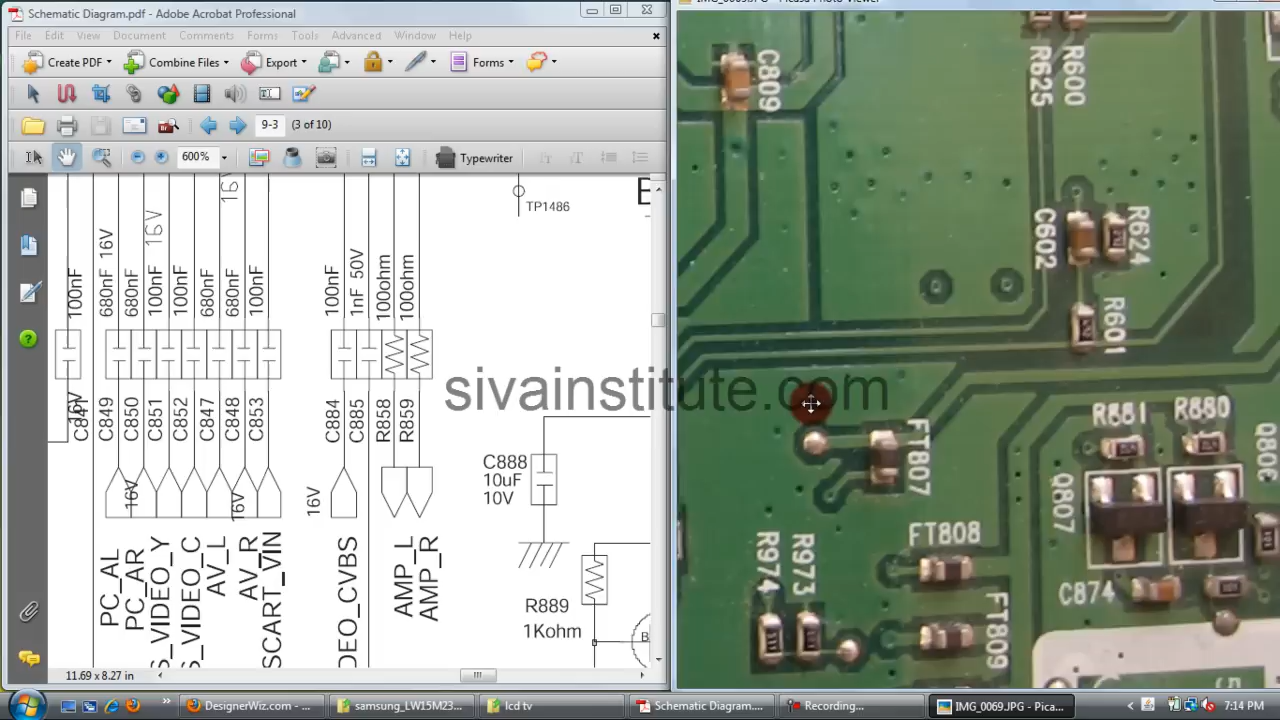 Schematic Diagram.pdf - Adobe Acrobat Professional
File Edit View Document Comments Forms Tools Advanced Window Help
Create PDF
Combine Files
Export
Forms
9-3
(3 of 10)
600%
Typewriter
TP1486
16V
16V
16V
100nF
680nF
680nF
100nF
100nF
680nF
680nF
100nF
100nF
1nF 50V
100ohm
100ohm
16V
C849
C850
C851
C852
C847
C848
C853
C884
C885
R858
R859
16V
16V
16V
PC_AL
PC_AR
S_VIDEO_Y
S_VIDEO_C
AV_L
AV_R
SCART_VIN
DEO_CVBS
AMP_L
AMP_R
C888
10uF
10V
R889
1Kohm
11.69 x 8.27 in
C809
R625
R600
C602
R624
R601
R881
R880
FT807
Q807
FT808
R974
R973
C874
FT809
sivainstitute.com
DesignerWiz.com - ...
samsung_LW15M23...
lcd tv
Schematic Diagram....
Recording...
IMG_0069.JPG - Pica...
7:14 PM